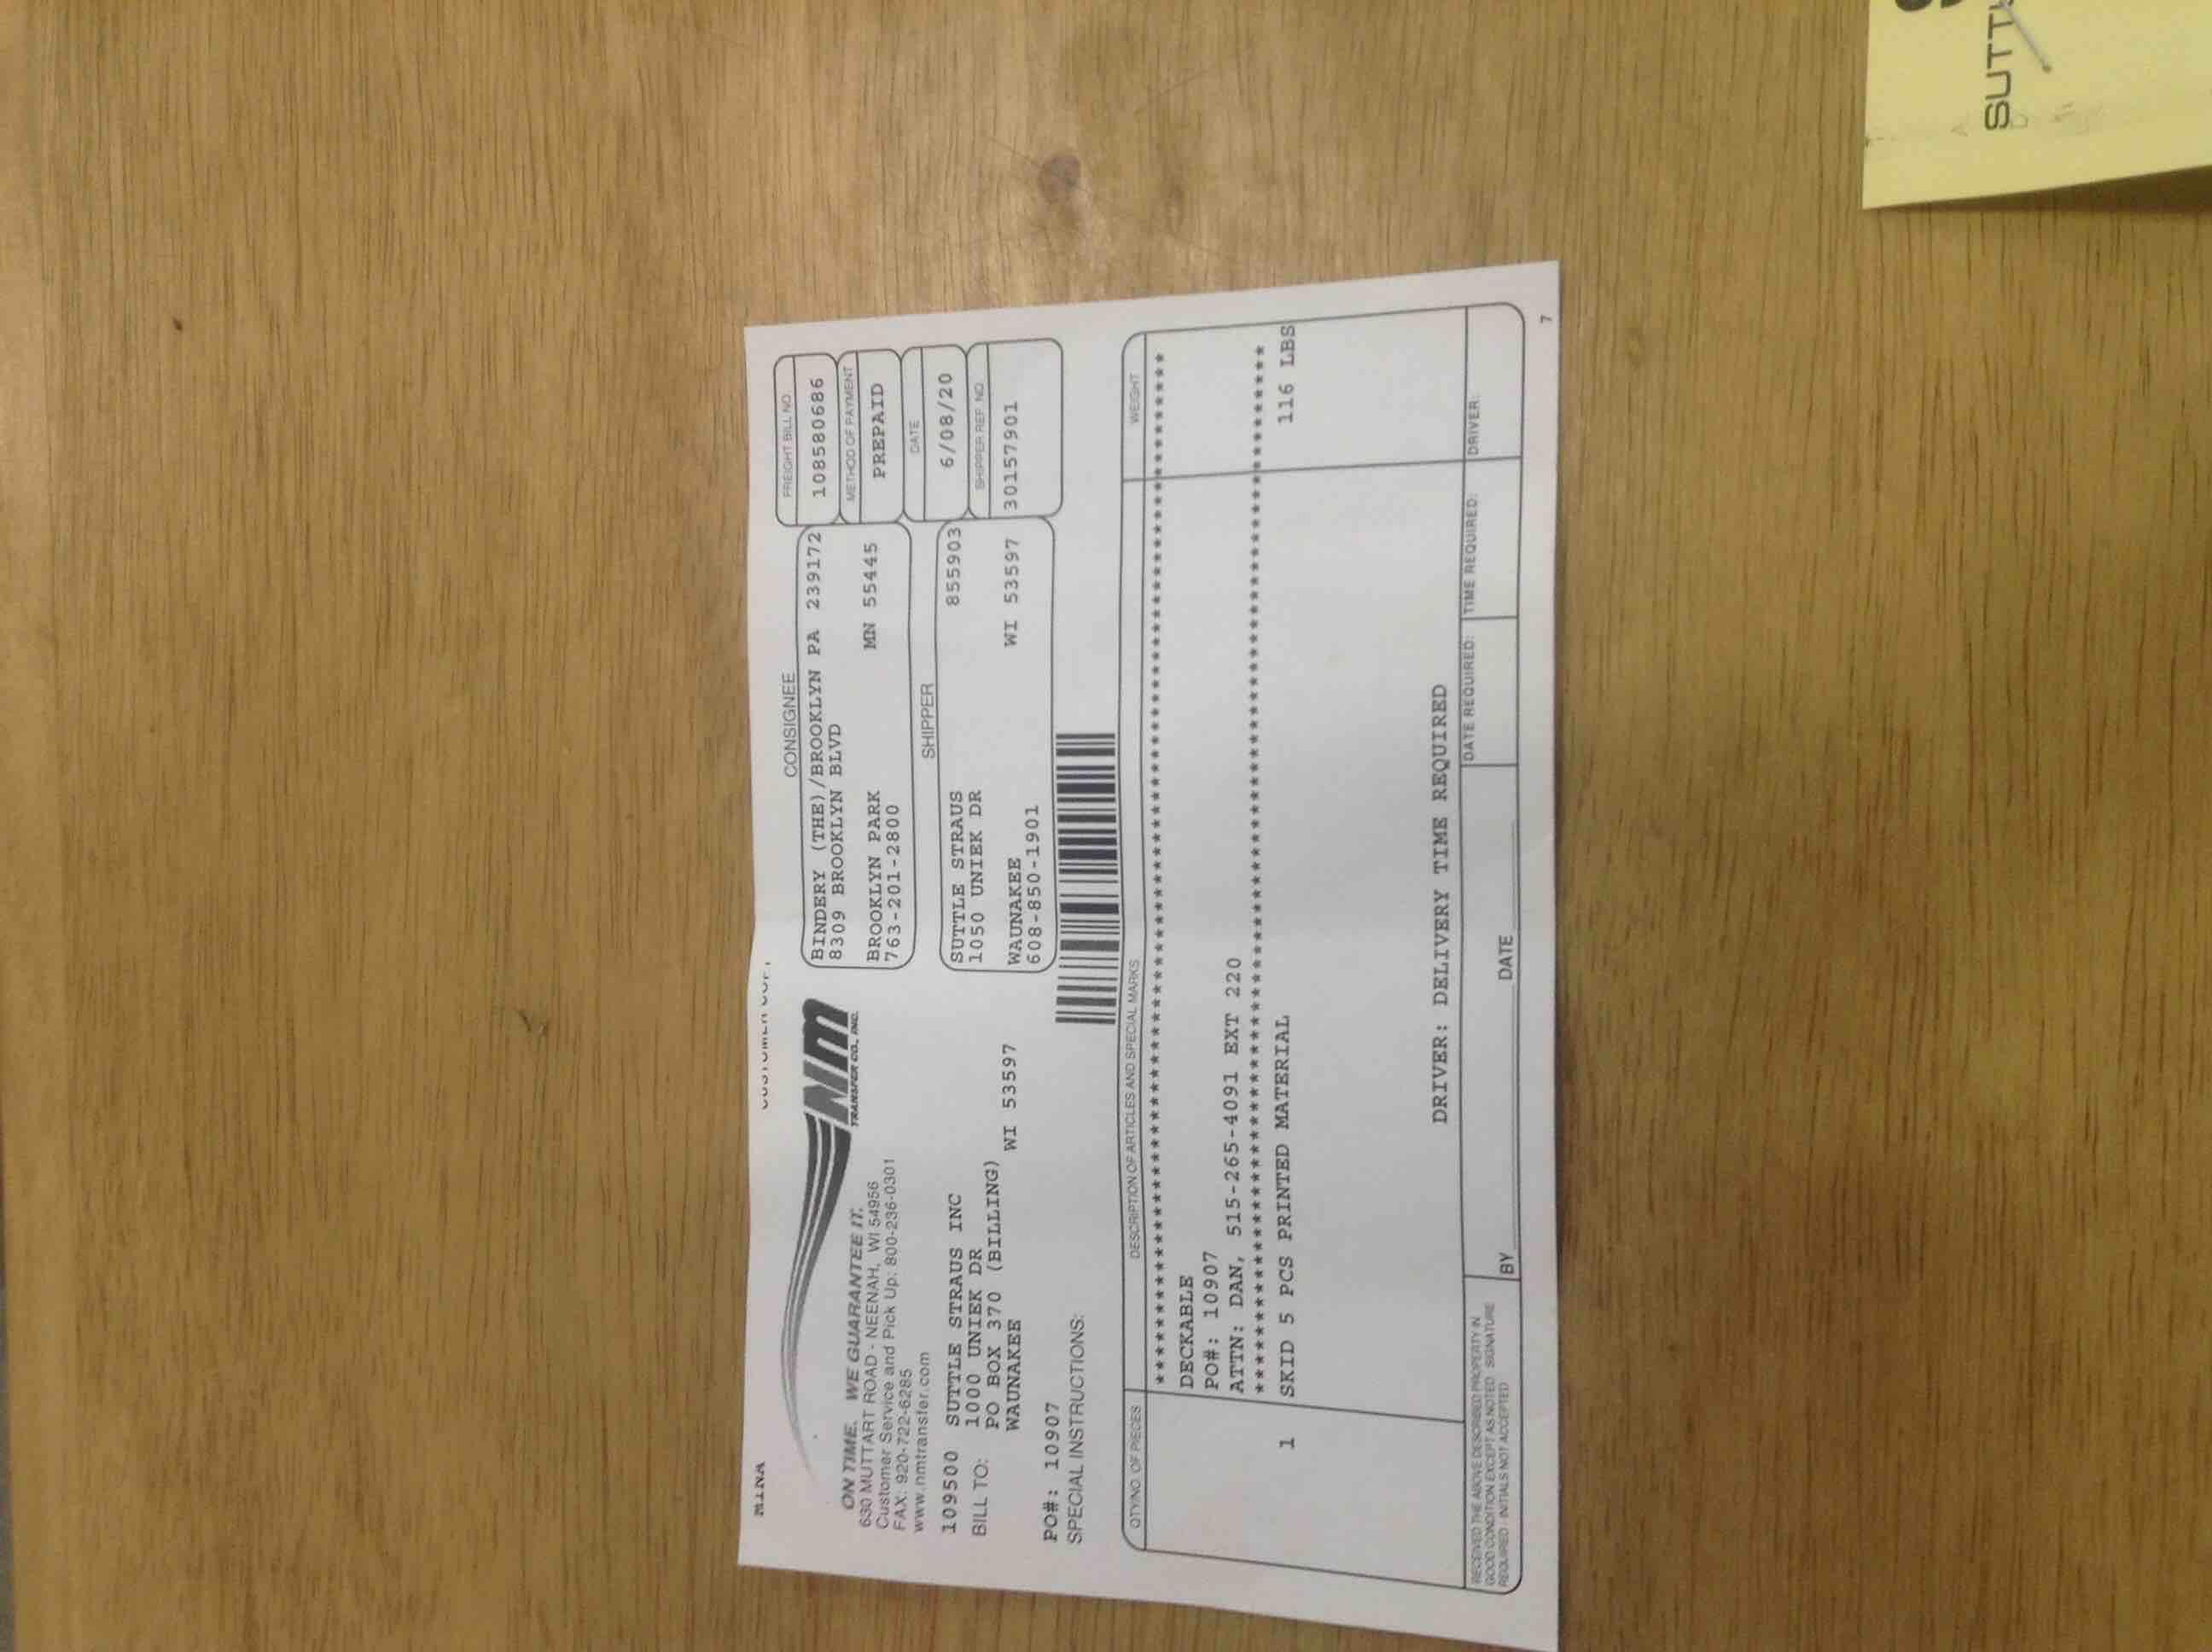 MINA
CUSTOMER COPY
Nm
TRANSFER CO., INC.
ON TIME. WE GUARANTEE IT.
630 MUTTART ROAD - NEENAH, WI 54956
Customer Service and Pick Up: 800-236-0301
FAX: 920-722-6285
www.nmtransfer.com
109500 SUTTLE STRAUS INC
BILL TO: 1000 UNIEK DR
PO BOX 370 (BILLING)
WAUNAKEE WI 53597
PO#: 10907
SPECIAL INSTRUCTIONS:
CONSIGNEE
BINDERY (THE)/BROOKLYN PA 239172
8309 BROOKLYN BLVD
BROOKLYN PARK MN 55445
763-201-2800
SHIPPER
SUTTLE STRAUS 855903
1050 UNIEK DR
WAUNAKEE WI 53597
608-850-1901
FREIGHT BILL NO.
108580686
METHOD OF PAYMENT
PREPAID
DATE
6/08/20
SHIPPER REF. NO.
30157901
QTY/NO. OF PIECES DESCRIPTION OF ARTICLES AND SPECIAL MARKS WEIGHT
DECKABLE
PO#: 10907
ATTN: DAN, 515-265-4091 EXT 220
1 SKID 5 PCS PRINTED MATERIAL 116 LBS
DRIVER: DELIVERY TIME REQUIRED
RECEIVED THE ABOVE DESCRIBED PROPERTY IN
GOOD CONDITION EXCEPT AS NOTED. SIGNATURE
REQUIRED / INITIALS NOT ACCEPTED
BY DATE
DATE REQUIRED: TIME REQUIRED: DRIVER:
7
SUTT